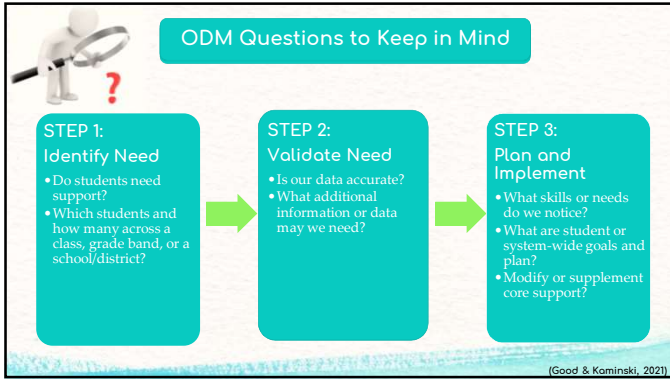 ODM Questions to Keep in Mind
?
STEP 1:
Identify Need
•Do students need
support?
•Which students and
how many across a
class, grade band, or a
school/district?
STEP 2:
Validate Need
•Is our data accurate?
•What additional
information or data
may we need?
STEP 3:
Plan and
Implement
•What skills or needs
do we notice?
•What are student or
system-wide goals and
plan?
•Modify or supplement
core support?
(Good & Kaminski, 2021)